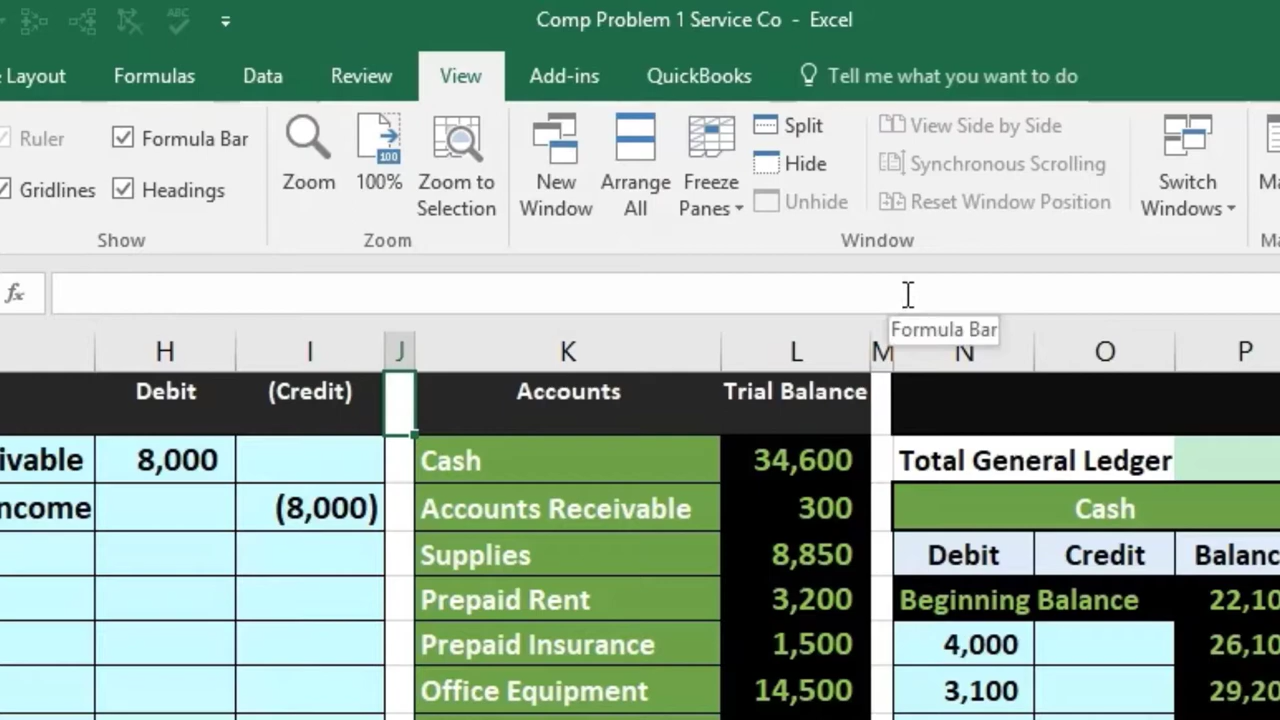 ABC
Comp Problem 1 Service Co - Excel
Layout Formulas Data Review View Add-ins QuickBooks Tell me what you want to do
Ruler Formula Bar
Gridlines Headings
Show
Zoom
100
100%
Zoom to
Selection
Zoom
New
Window
Arrange
All
Freeze
Panes
Split
Hide
Unhide
View Side by Side
Synchronous Scrolling
Reset Window Position
Switch
Windows
Window
fx
Formula Bar
H I J K L M N O P
Debit (Credit) Accounts Trial Balance
ivable 8,000 Cash 34,600 Total General Ledger
ncome (8,000) Accounts Receivable 300 Cash
Supplies 8,850 Debit Credit Balanc
Prepaid Rent 3,200 Beginning Balance 22,10
Prepaid Insurance 1,500 4,000 26,10
Office Equipment 14,500 3,100 29,20